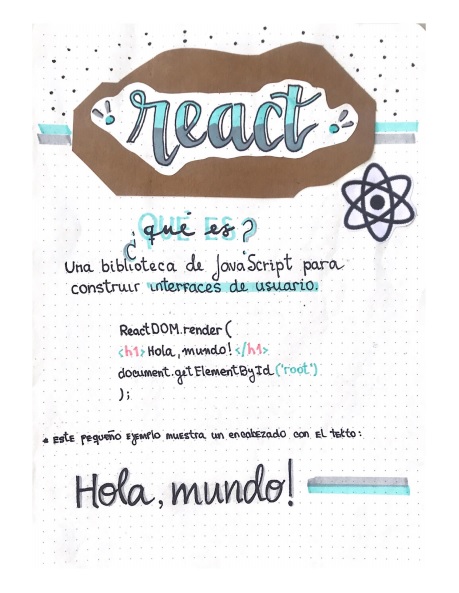 react
¿qué es?
Una biblioteca de JavaScript para
construir interfaces de usuario.
ReactDOM.render(
<h1>Hola, mundo!</h1>
document.getElementById('root')
);
* Este pequeño ejemplo muestra un encabezado con el texto:
Hola, mundo!